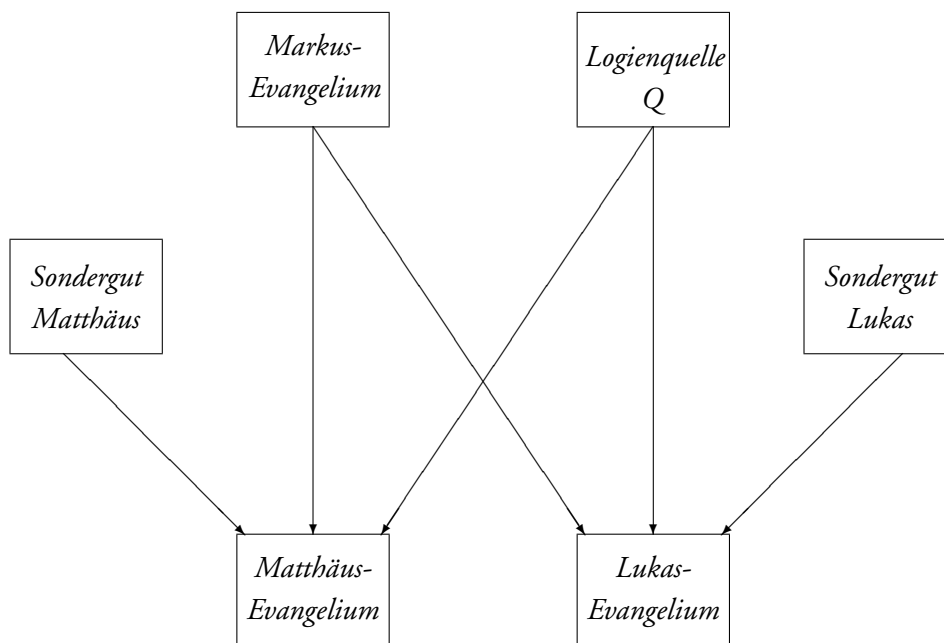 Markus-
Evangelium
Logienquelle
Q
Sondergut
Matthäus
Sondergut
Lukas
Matthäus-
Evangelium
Lukas-
Evangelium